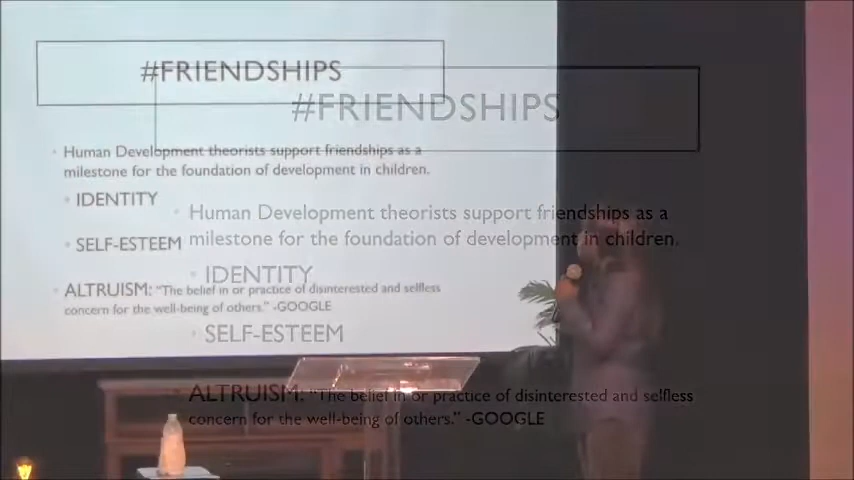 #FRIENDSHIPS
Human Development theorists support friendships as a
milestone for the foundation of development in children.
IDENTITY
SELF-ESTEEM
ALTRUISM: "The belief in or practice of disinterested and selfless
concern for the well-being of others." -GOOGLE
#FRIENDSHIPS
Human Development theorists support friendships as a
milestone for the foundation of development in children.
IDENTITY
SELF-ESTEEM
ALTRUISM: "The belief in or practice of disinterested and selfless
concern for the well-being of others." -GOOGLE